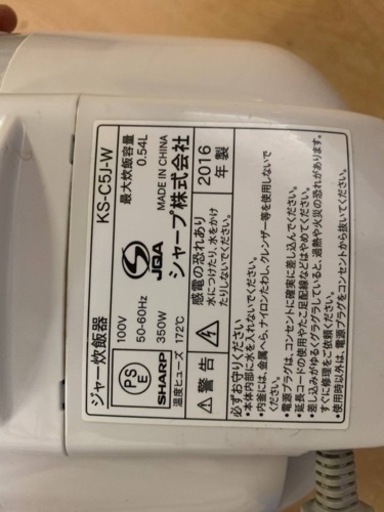 ジャー炊飯器 KS-C5J-W
100V
50-60Hz
350W
温度ヒューズ 172℃
最大炊飯容量
0.54L
PS
E
SHARP
JQA
MADE IN CHINA
シャープ株式会社
2016
年製
⚠警告
感電の恐れあり
水につけたり、水をかけ
たりしないでください。
必ずお守りください
・本体内部に水を入れないでください。
・内釜には、金属へら、ナイロンたわし、クレンザー等を使用しない
でください。
・電源プラグは、コンセントに確実に差し込んでください。
・延長コードの使用やたこ足配線などはやめてください。
・差し込みがゆるくグラグラしていると、過熱や火災の恐れがあります。
すぐに修理をご依頼ください。
・使用時以外は、電源プラグをコンセントから抜いてください。